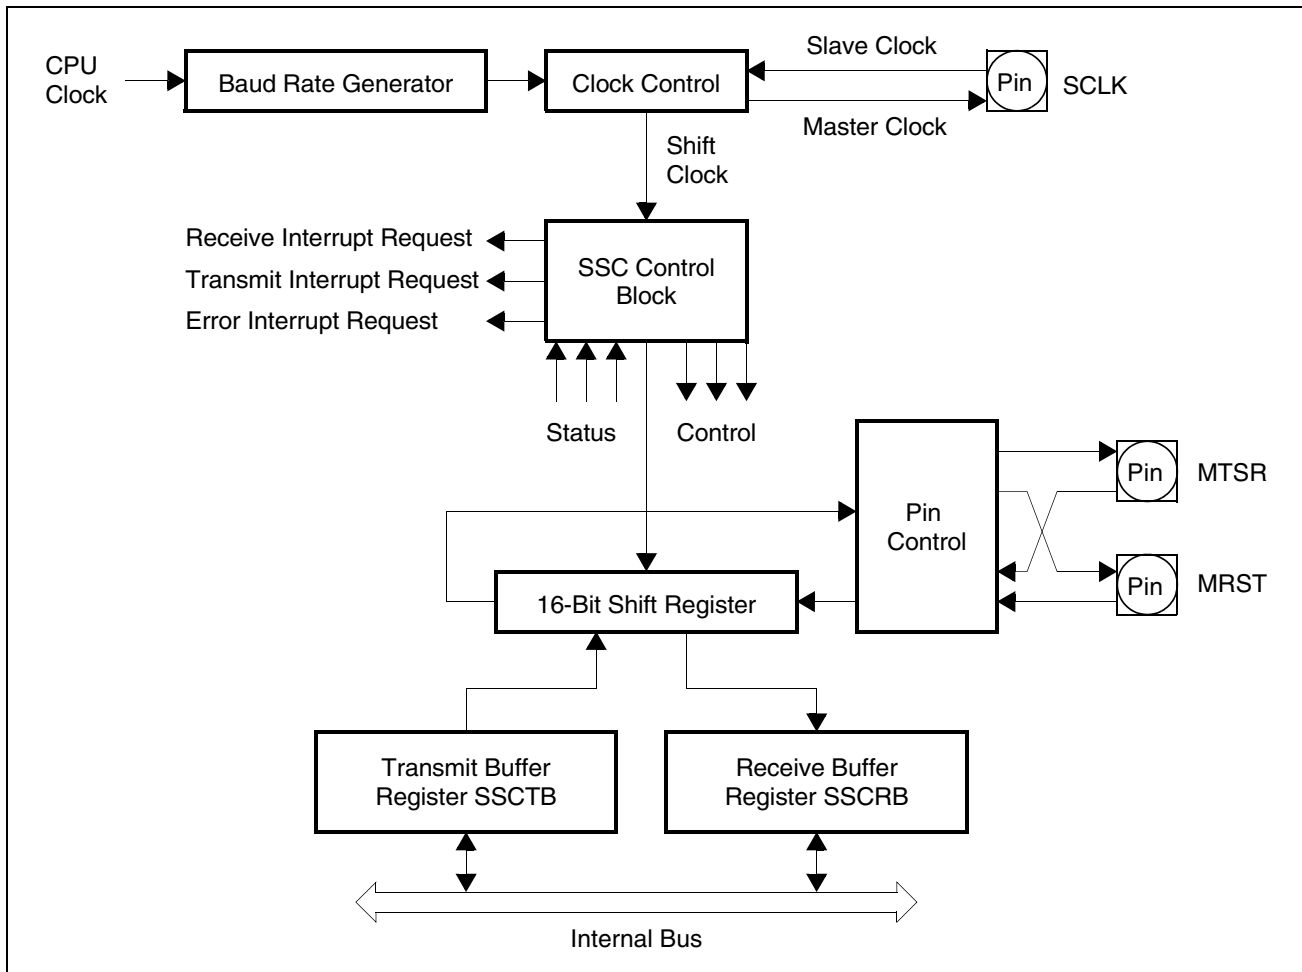 CPU
Clock
Baud Rate Generator
Clock Control
Slave Clock
Master Clock
Pin
SCLK
Shift
Clock
Receive Interrupt Request
Transmit Interrupt Request
Error Interrupt Request
SSC Control
Block
Status
Control
Pin
Control
Pin
MTSR
Pin
MRST
16-Bit Shift Register
Transmit Buffer
Register SSCTB
Receive Buffer
Register SSCRB
Internal Bus